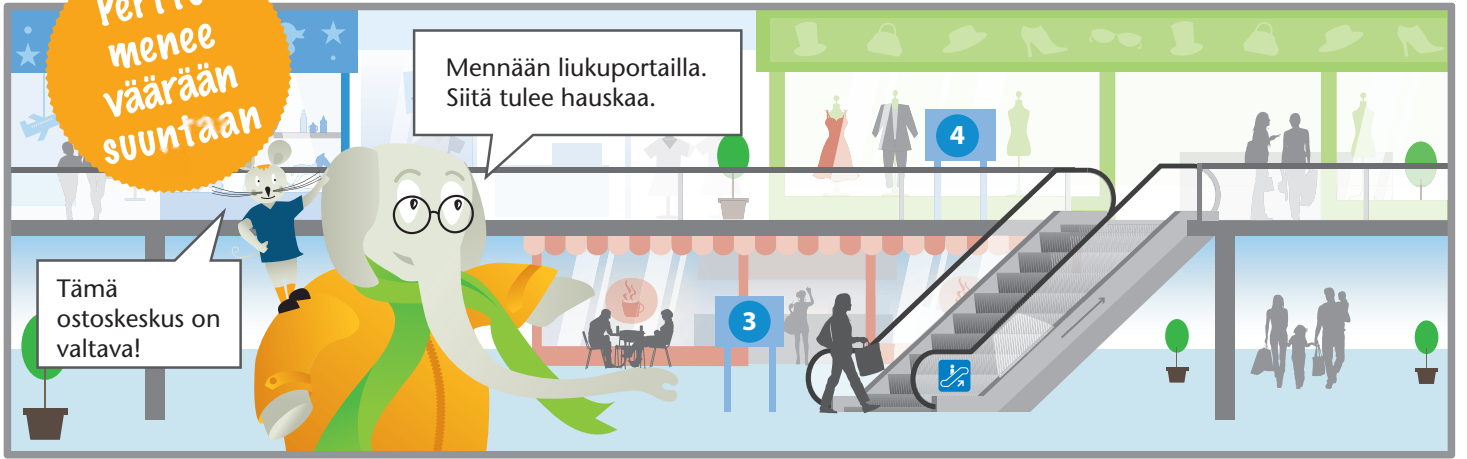 menee
väärään
suuntaan
Mennään liukuportailla.
Siitä tulee hauskaa.
Tämä
ostoskeskus on
valtava!
4
3